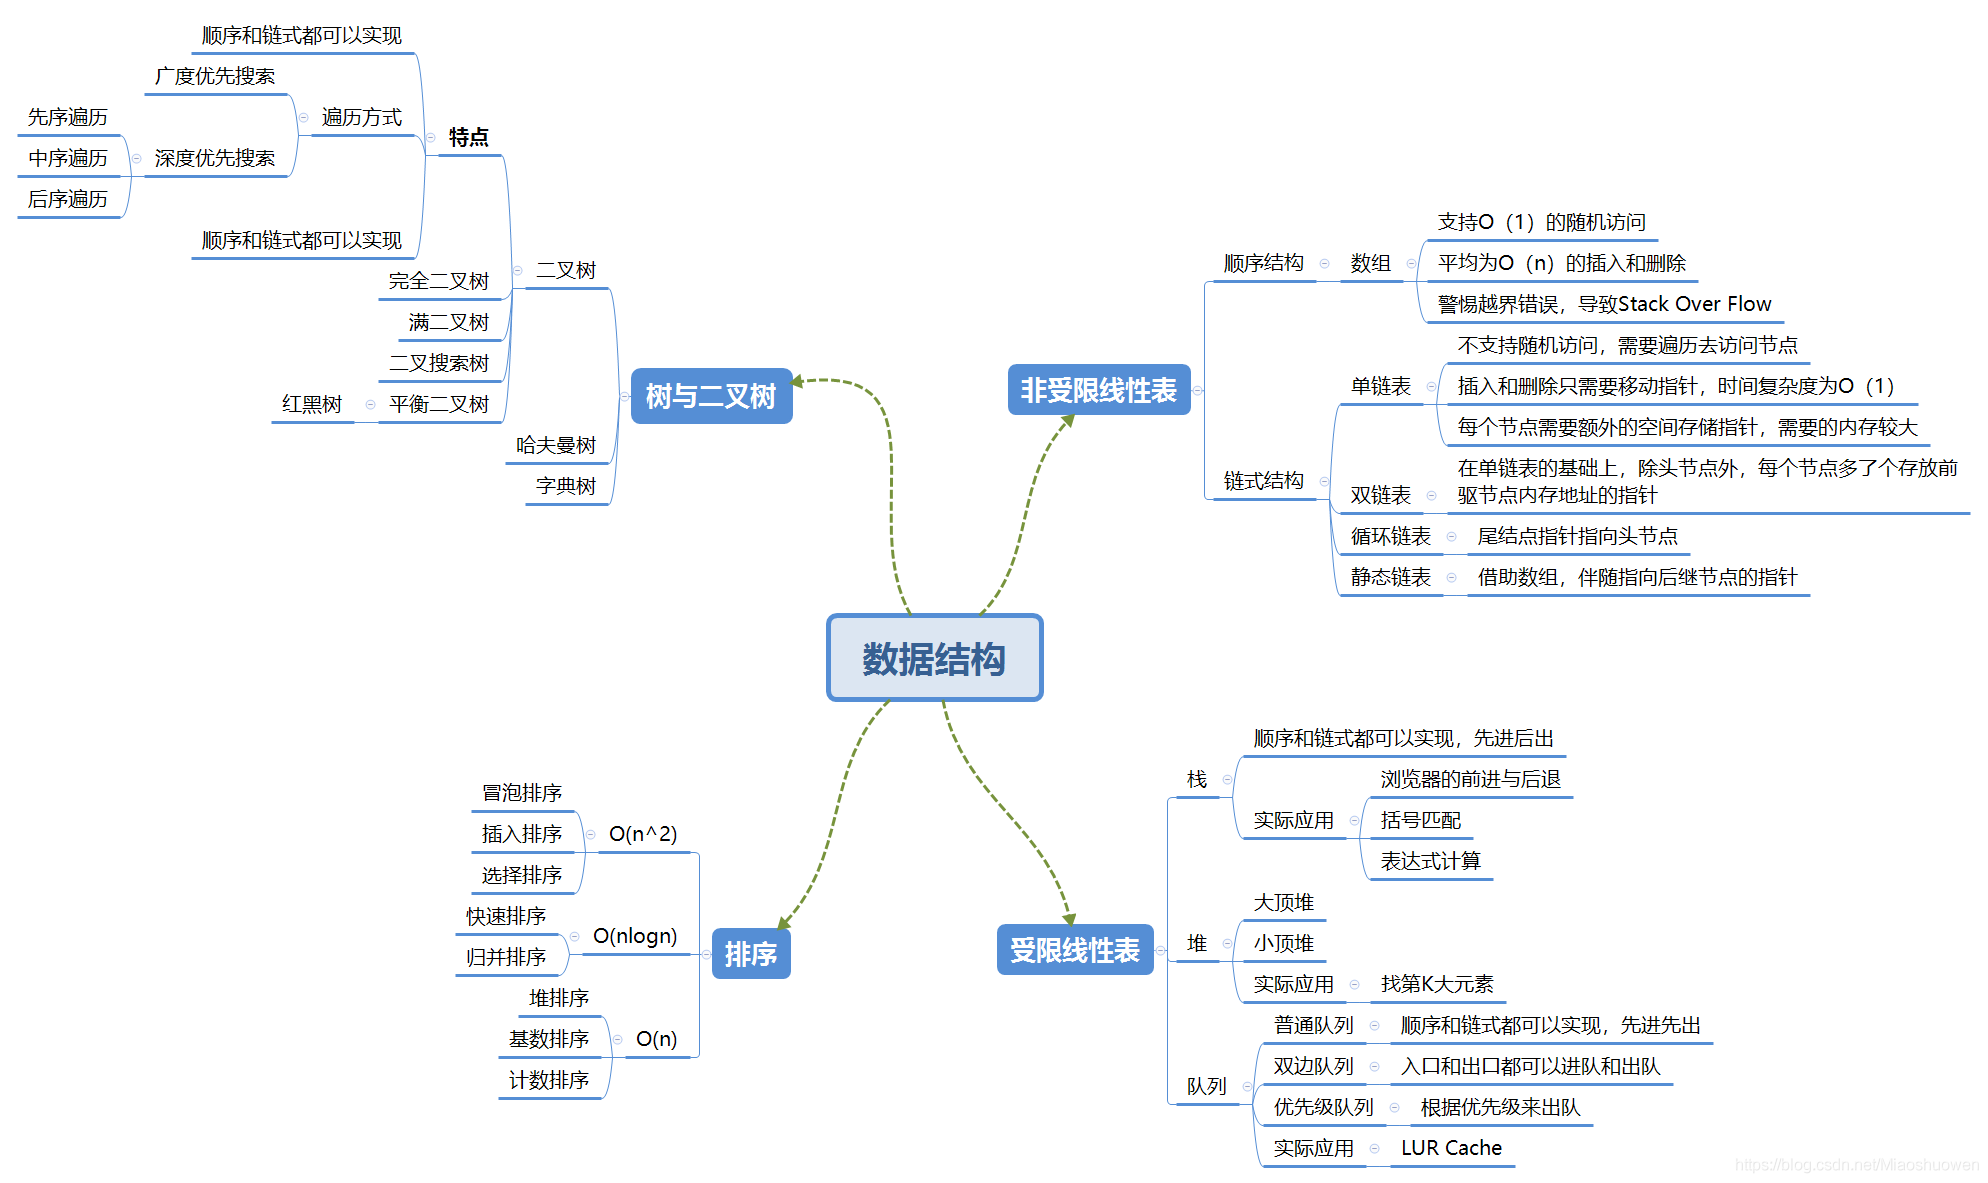 数据结构
树与二叉树
二叉树
特点
顺序和链式都可以实现
遍历方式
广度优先搜索
深度优先搜索
先序遍历
中序遍历
后序遍历
顺序和链式都可以实现
完全二叉树
满二叉树
二叉搜索树
平衡二叉树
红黑树
哈夫曼树
字典树
非受限线性表
顺序结构
数组
支持O（1）的随机访问
平均为O（n）的插入和删除
警惕越界错误，导致Stack Over Flow
链式结构
单链表
不支持随机访问，需要遍历去访问节点
插入和删除只需要移动指针，时间复杂度为O（1）
每个节点需要额外的空间存储指针，需要的内存较大
双链表
在单链表的基础上，除头节点外，每个节点多了个存放前
驱节点内存地址的指针
循环链表
尾结点指针指向头节点
静态链表
借助数组，伴随指向后继节点的指针
排序
O(n^2)
冒泡排序
插入排序
选择排序
O(nlogn)
快速排序
归并排序
O(n)
堆排序
基数排序
计数排序
受限线性表
栈
顺序和链式都可以实现，先进后出
实际应用
浏览器的前进与后退
括号匹配
表达式计算
堆
大顶堆
小顶堆
实际应用
找第K大元素
队列
普通队列
顺序和链式都可以实现，先进先出
双边队列
入口和出口都可以进队和出队
优先级队列
根据优先级来出队
实际应用
LUR Cache
https://blog.csdn.net/Miaoshuowen